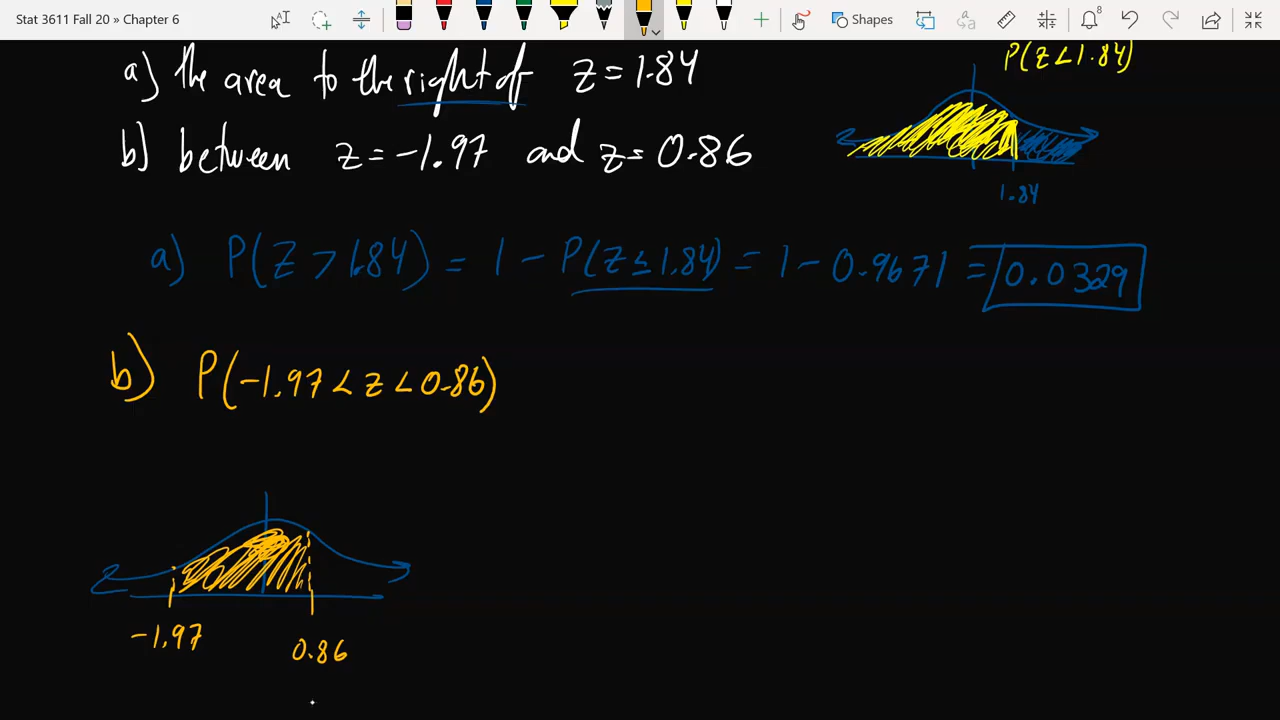 Stat 3611 Fall 20 » Chapter 6
Shapes
8
P(Z<1.84)
a) the area to the right of z=1.84
b) between z=-1.97 and z=0.86
1.84
a) P(Z>1.84) = 1 - P(Z≤1.84) = 1 - 0.9671 = 0.0329
b) P(-1.97<z<0.86)
-1.97
0.86